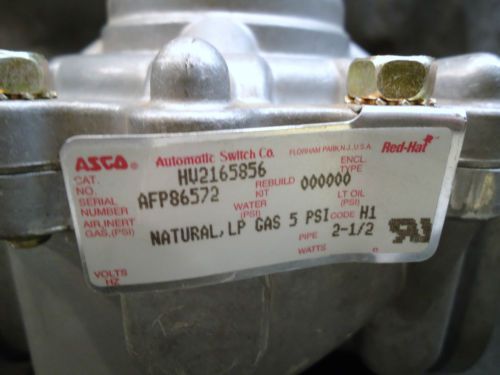 ASCO® Automatic Switch Co. FLORHAM PARK, N.J., U.S.A. Red-Hat
CAT. NO. HV2165856 ENCL. TYPE
SERIAL NUMBER AFP86572 REBUILD KIT 000000 LT OIL (PSI)
AIR, INERT GAS, (PSI) WATER (PSI) CODE H1
NATURAL, LP GAS 5 PSI PIPE 2-1/2
VOLTS HZ WATTS